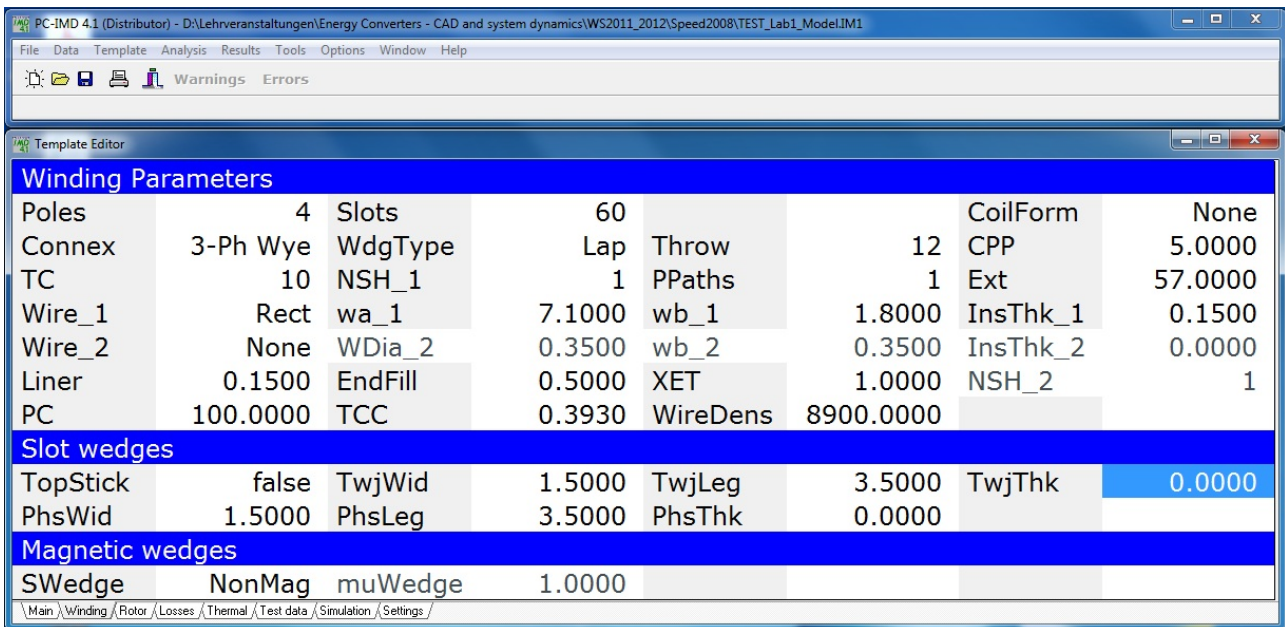 PC-IMD 4.1 (Distributor) - D:\Lehrveranstaltungen\Energy Converters - CAD and system dynamics\WS2011_2012\Speed2008\TEST_Lab1_Model.IM1
File Data Template Analysis Results Tools Options Window Help
Warnings Errors
Template Editor
Winding Parameters
Poles 4 Slots 60 CoilForm None
Connex 3-Ph Wye WdgType Lap Throw 12 CPP 5.0000
TC 10 NSH_1 1 PPaths 1 Ext 57.0000
Wire_1 Rect wa_1 7.1000 wb_1 1.8000 InsThk_1 0.1500
Wire_2 None WDia_2 0.3500 wb_2 0.3500 InsThk_2 0.0000
Liner 0.1500 EndFill 0.5000 XET 1.0000 NSH_2 1
PC 100.0000 TCC 0.3930 WireDens 8900.0000
Slot wedges
TopStick false TwjWid 1.5000 TwjLeg 3.5000 TwjThk 0.0000
PhsWid 1.5000 PhsLeg 3.5000 PhsThk 0.0000
Magnetic wedges
SWedge NonMag muWedge 1.0000
Main Winding Rotor Losses Thermal Test data Simulation Settings